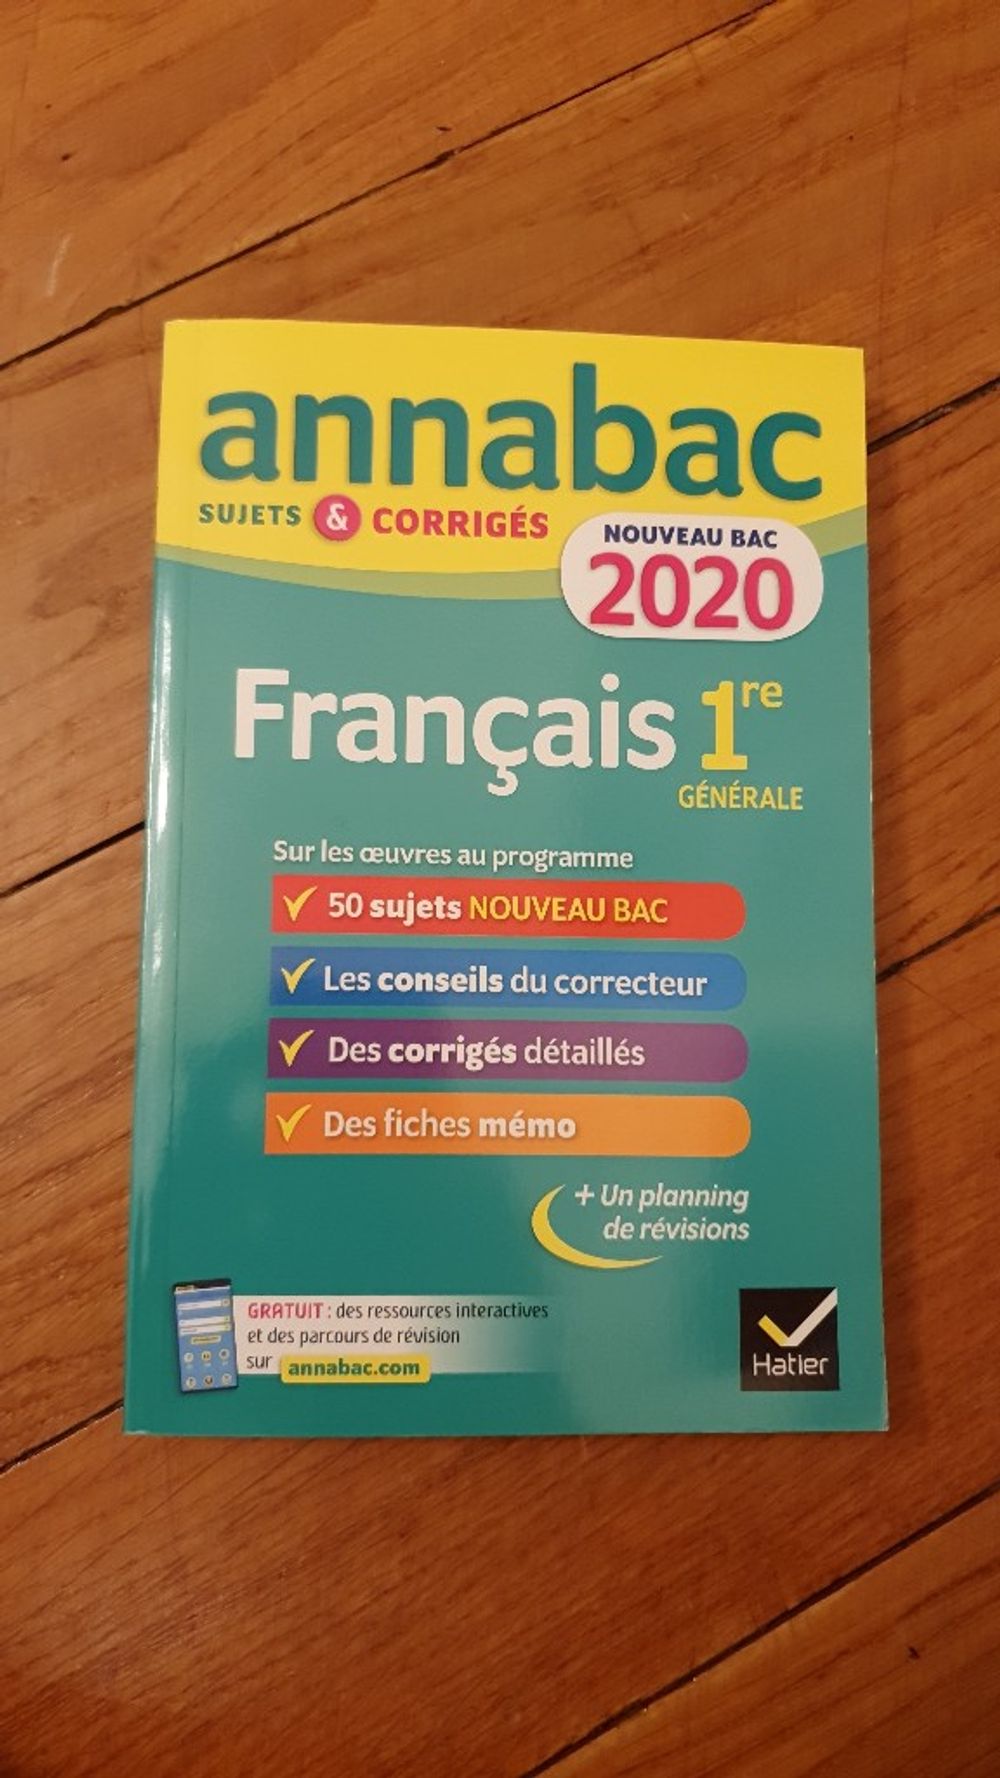 annabac
SUJETS & CORRIGÉS
NOUVEAU BAC
2020
Français 1re
GÉNÉRALE
Sur les œuvres au programme
50 sujets NOUVEAU BAC
Les conseils du correcteur
Des corrigés détaillés
Des fiches mémo
+ Un planning
de révisions
GRATUIT : des ressources interactives
et des parcours de révision
sur annabac.com
Hatier